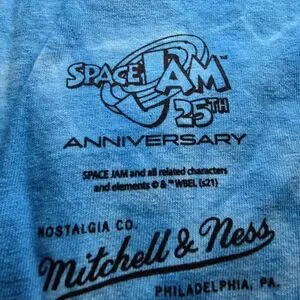 SPACE JAM™
25TH
ANNIVERSARY
SPACE JAM and all related characters
and elements © & ™ WBEI. (s21)
NOSTALGIA CO.
Mitchell & Ness
PHILADELPHIA, PA.